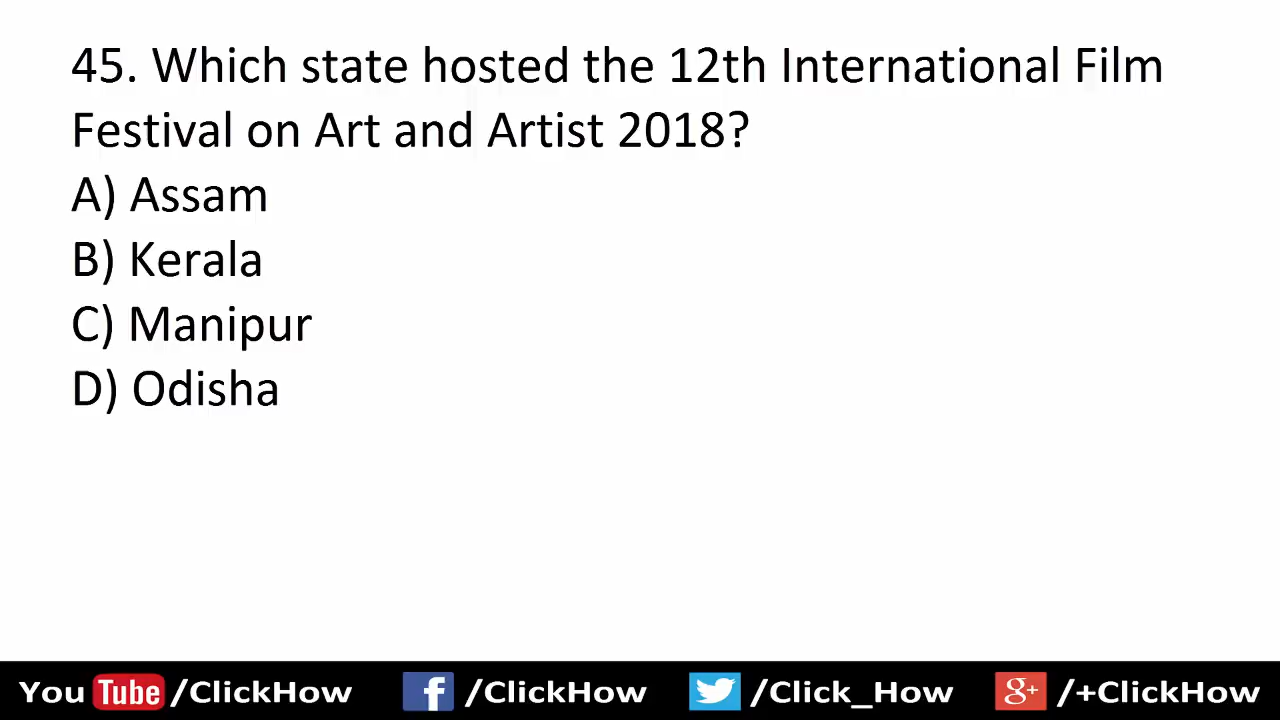 45. Which state hosted the 12th International Film
Festival on Art and Artist 2018?
A) Assam
B) Kerala
C) Manipur
D) Odisha
You Tube /ClickHow f /ClickHow /Click_How g+ /+ClickHow